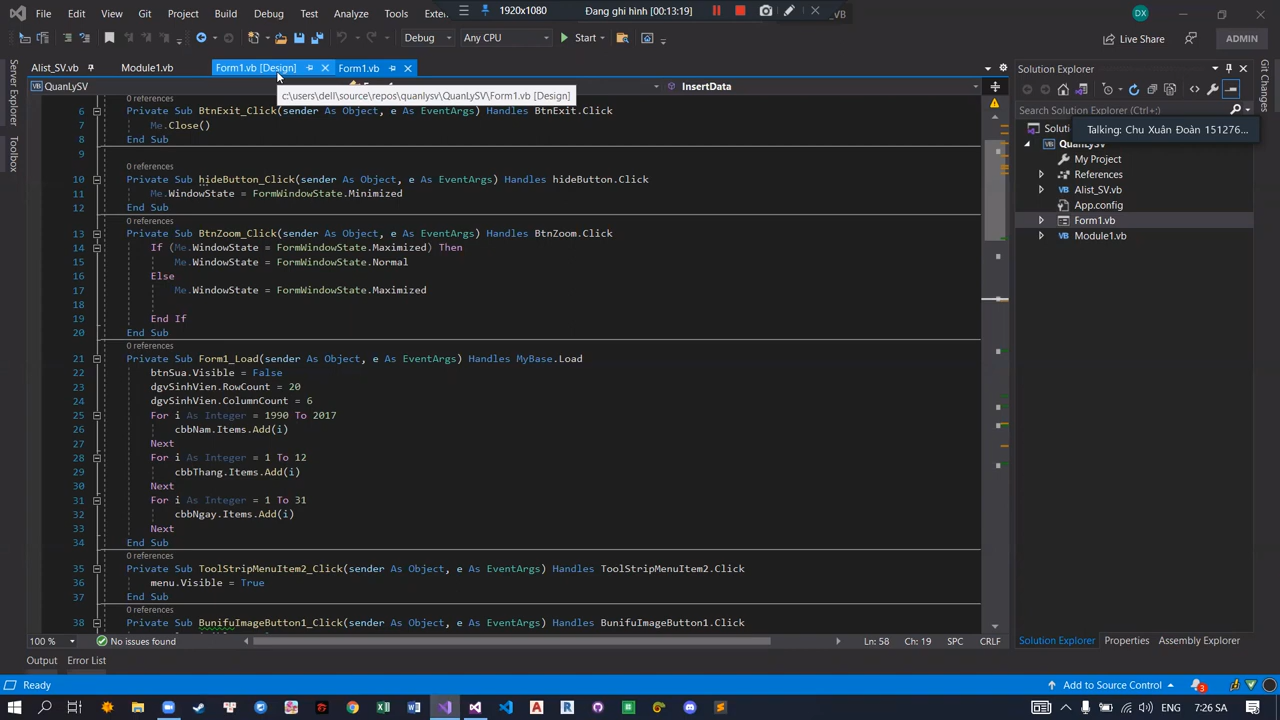 File Edit View Git Project Form Debug Test Analyze Tools
1920x1080 Đang ghi hình [00:13:19]
_VB
DX
Debug Any CPU Start
Live Share ADMIN
Alist_SV.vb Module1.vb Form1.vb [Design] Form1.vb
QuanLySV InsertData
c:\users\dell\source\repos\quanlysv\QuanLySV\Form1.vb [Design]
Server Explorer
Toolbox
0 references
6 Private Sub BtnExit_Click(sender As Object, e As EventArgs) Handles BtnExit.Click
7 Me.Close()
8 End Sub
9
0 references
10 Private Sub hideButton_Click(sender As Object, e As EventArgs) Handles hideButton.Click
11 Me.WindowState = FormWindowState.Minimized
12 End Sub
0 references
13 Private Sub BtnZoom_Click(sender As Object, e As EventArgs) Handles BtnZoom.Click
14 If (Me.WindowState = FormWindowState.Maximized) Then
15 Me.WindowState = FormWindowState.Normal
16 Else
17 Me.WindowState = FormWindowState.Maximized
18
19 End If
20 End Sub
0 references
21 Private Sub Form1_Load(sender As Object, e As EventArgs) Handles MyBase.Load
22 btnSua.Visible = False
23 dgvSinhVien.RowCount = 20
24 dgvSinhVien.ColumnCount = 6
25 For i As Integer = 1990 To 2017
26 cbbNam.Items.Add(i)
27 Next
28 For i As Integer = 1 To 12
29 cbbThang.Items.Add(i)
30 Next
31 For i As Integer = 1 To 31
32 cbbNgay.Items.Add(i)
33 Next
34 End Sub
0 references
35 Private Sub ToolStripMenuItem2_Click(sender As Object, e As EventArgs) Handles ToolStripMenuItem2.Click
36 menu.Visible = True
37 End Sub
0 references
38 Private Sub BunifuImageButton1_Click(sender As Object, e As EventArgs) Handles BunifuImageButton1.Click
100 % No issues found Ln: 58 Ch: 19 SPC CRLF
Solution Explorer
Search Solution Explorer (Ctrl+;)
Talking: Chu Xuân Đoàn 151276...
QuanLySV
My Project
References
Alist_SV.vb
App.config
Form1.vb
Module1.vb
Git Changes
Solution Explorer Properties Assembly Explorer
Output Error List
Ready Add to Source Control 3
7:26 SA